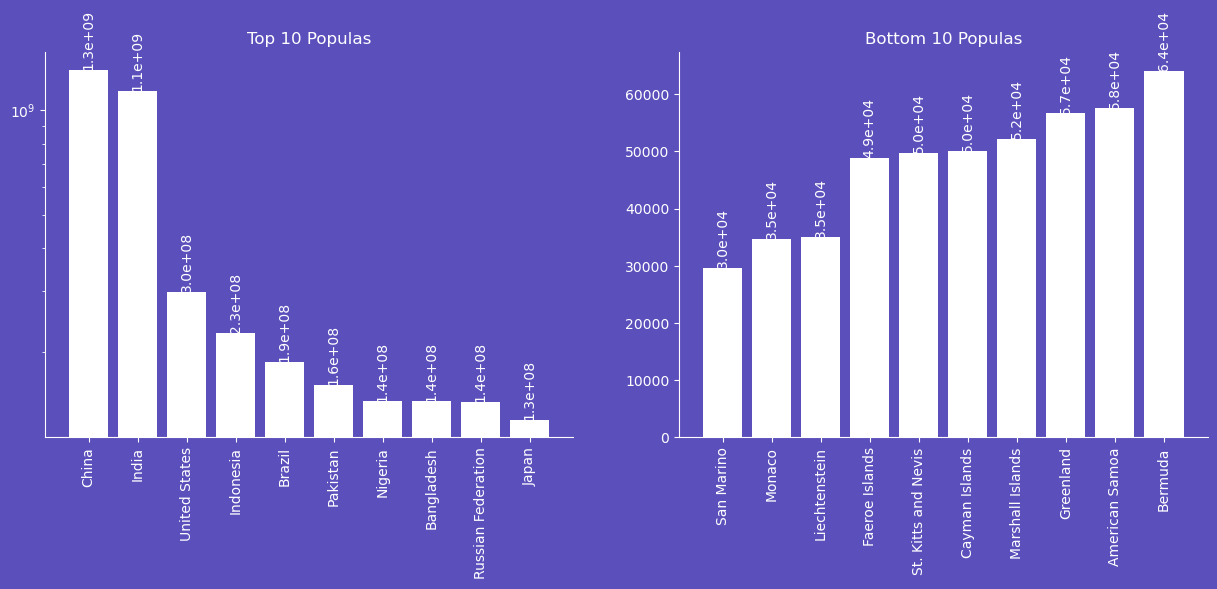 Top 10 Populas
10⁹
1.3e+09
1.1e+09
3.0e+08
2.3e+08
1.9e+08
1.6e+08
1.4e+08
1.4e+08
1.4e+08
1.3e+08
China
India
United States
Indonesia
Brazil
Pakistan
Nigeria
Bangladesh
Russian Federation
Japan
Bottom 10 Populas
60000
50000
40000
30000
20000
10000
0
3.0e+04
3.5e+04
3.5e+04
4.9e+04
5.0e+04
5.0e+04
5.2e+04
5.7e+04
5.8e+04
6.4e+04
San Marino
Monaco
Liechtenstein
Faeroe Islands
St. Kitts and Nevis
Cayman Islands
Marshall Islands
Greenland
American Samoa
Bermuda